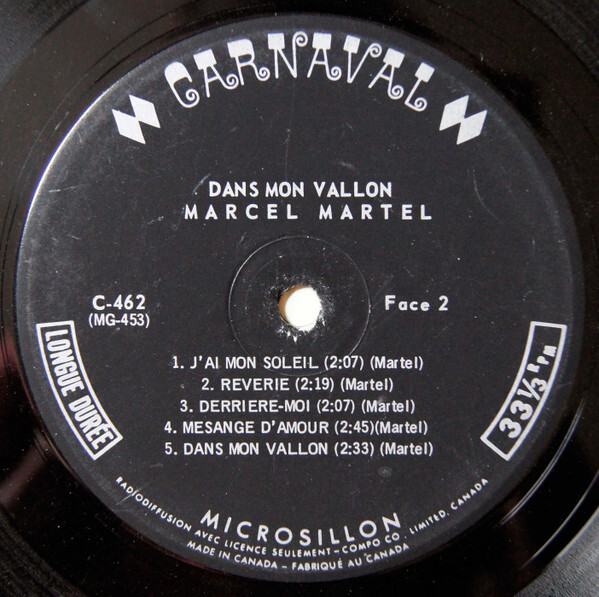 CARNAVAL
DANS MON VALLON
MARCEL MARTEL
C-462
(MG-453)
Face 2
LONGUE DURÉE
33⅓ RPM
1. J'AI MON SOLEIL (2:07) (Martel)
2. REVERIE (2:19) (Martel)
3. DERRIERE-MOI (2:07) (Martel)
4. MESANGE D'AMOUR (2:45)(Martel)
5. DANS MON VALLON (2:33) (Martel)
MICROSILLON
RADIODIFFUSION AVEC LICENCE SEULEMENT – COMPO CO. LIMITED, CANADA
MADE IN CANADA – FABRIQUÉ AU CANADA